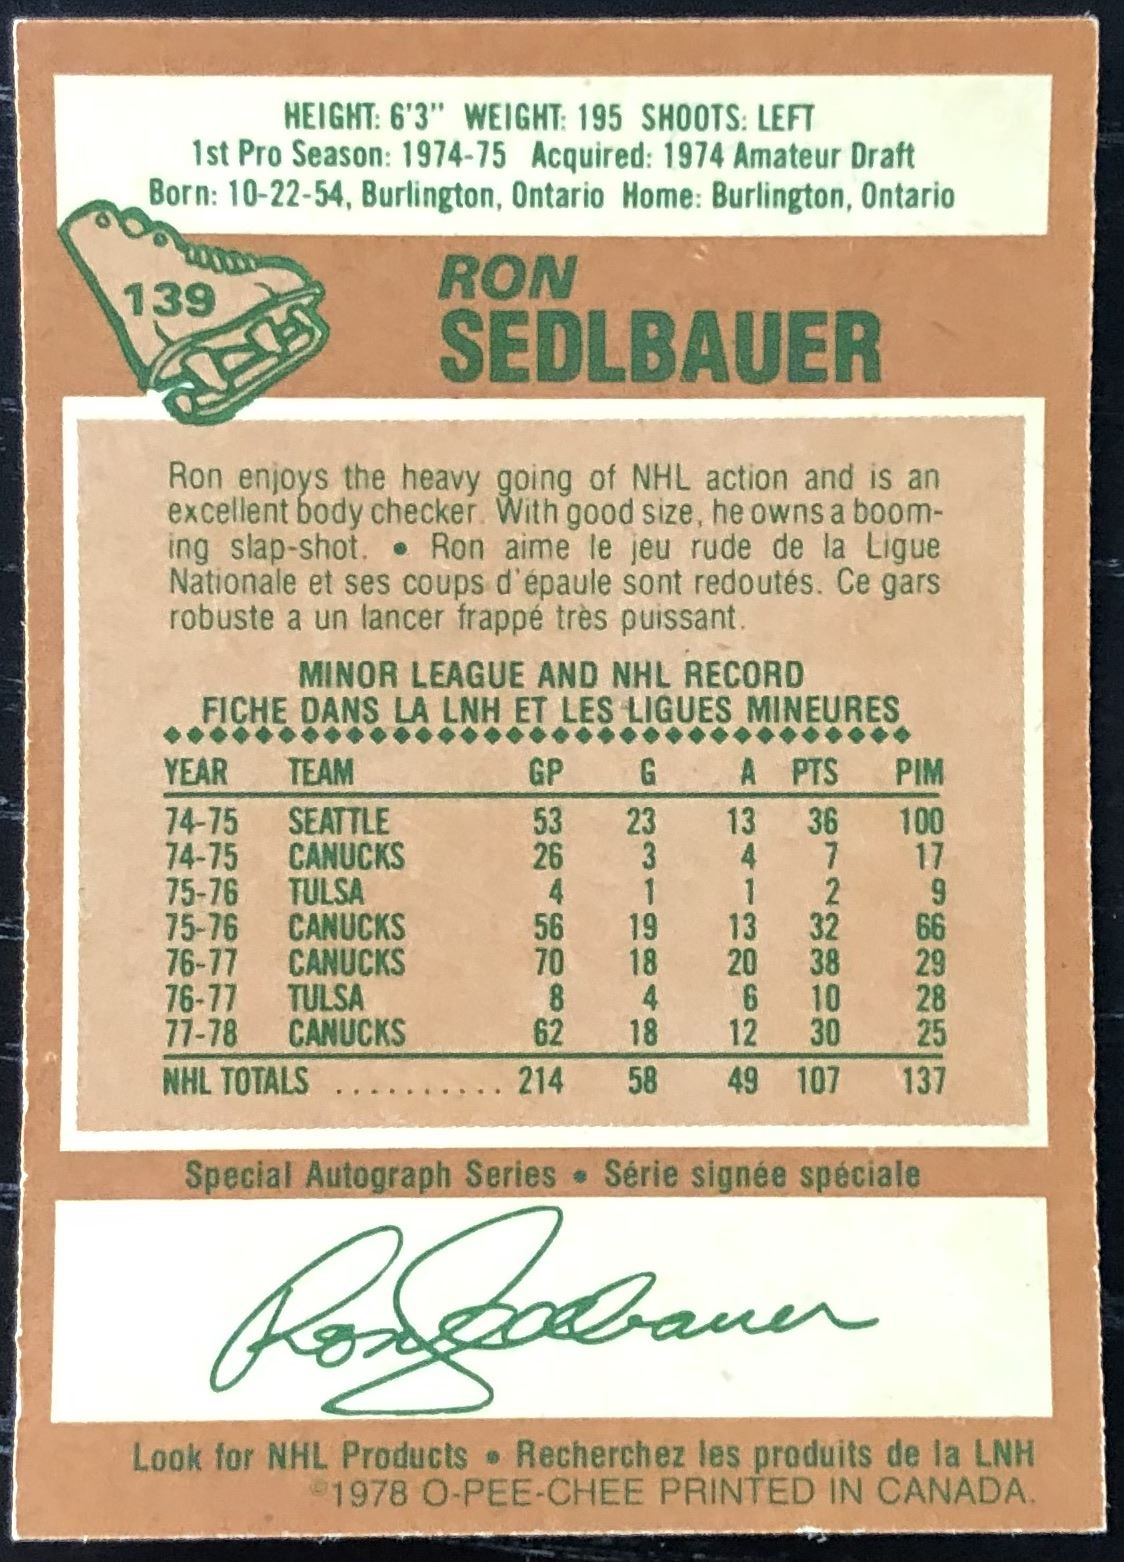 HEIGHT: 6'3" WEIGHT: 195 SHOOTS: LEFT
1st Pro Season: 1974-75 Acquired: 1974 Amateur Draft
Born: 10-22-54, Burlington, Ontario Home: Burlington, Ontario
139
RON
SEDLBAUER
Ron enjoys the heavy going of NHL action and is an
excellent body checker. With good size, he owns a boom-
ing slap-shot. • Ron aime le jeu rude de la Ligue
Nationale et ses coups d'épaule sont redoutés. Ce gars
robuste a un lancer frappé très puissant.
MINOR LEAGUE AND NHL RECORD
FICHE DANS LA LNH ET LES LIGUES MINEURES
YEAR TEAM GP G A PTS PIM
74-75 SEATTLE 53 23 13 36 100
74-75 CANUCKS 26 3 4 7 17
75-76 TULSA 4 1 1 2 9
75-76 CANUCKS 56 19 13 32 66
76-77 CANUCKS 70 18 20 38 29
76-77 TULSA 8 4 6 10 28
77-78 CANUCKS 62 18 12 30 25
NHL TOTALS .......... 214 58 49 107 137
Special Autograph Series • Série signée spéciale
Ron Sedlbauer
Look for NHL Products • Recherchez les produits de la LNH
©1978 O-PEE-CHEE PRINTED IN CANADA.